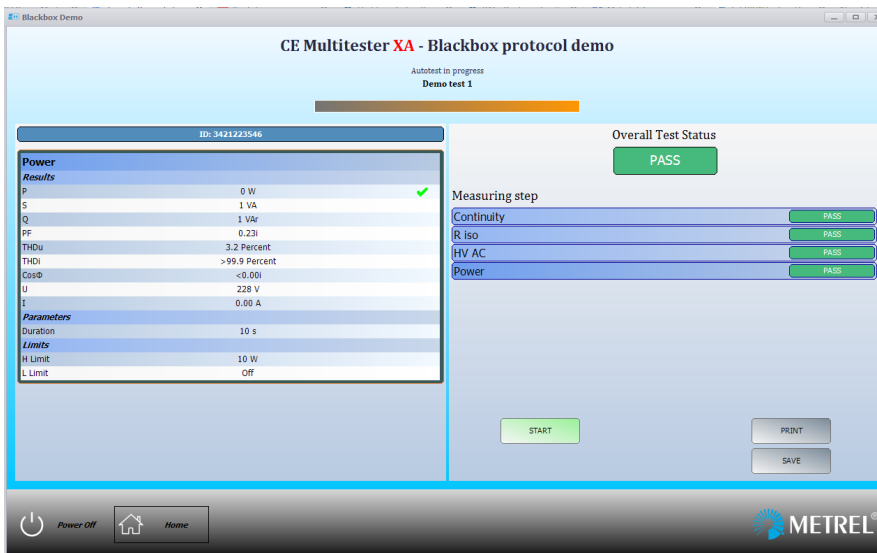 Blackbox Demo
CE Multitester XA - Blackbox protocol demo
Autotest in progress
Demo test 1
ID: 3421223546
Power
Results
P 0 W
S 1 VA
Q 1 VAr
PF 0.23i
THDu 3.2 Percent
THDi >99.9 Percent
CosΦ <0.00i
U 228 V
I 0.00 A
Parameters
Duration 10 s
Limits
H Limit 10 W
L Limit Off
Overall Test Status
PASS
Measuring step
Continuity PASS
R iso PASS
HV AC PASS
Power PASS
START
PRINT
SAVE
Power Off
Home
METREL®